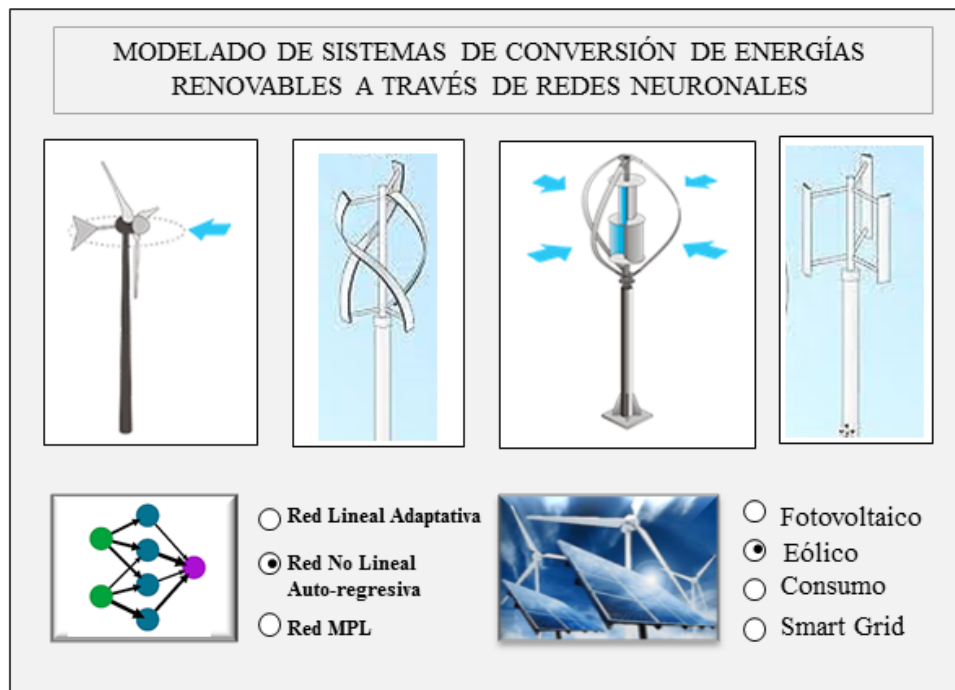 MODELADO DE SISTEMAS DE CONVERSIÓN DE ENERGÍAS
RENOVABLES A TRAVÉS DE REDES NEURONALES
Red Lineal Adaptativa
Red No Lineal
Auto-regresiva
Red MPL
Fotovoltaico
Eólico
Consumo
Smart Grid